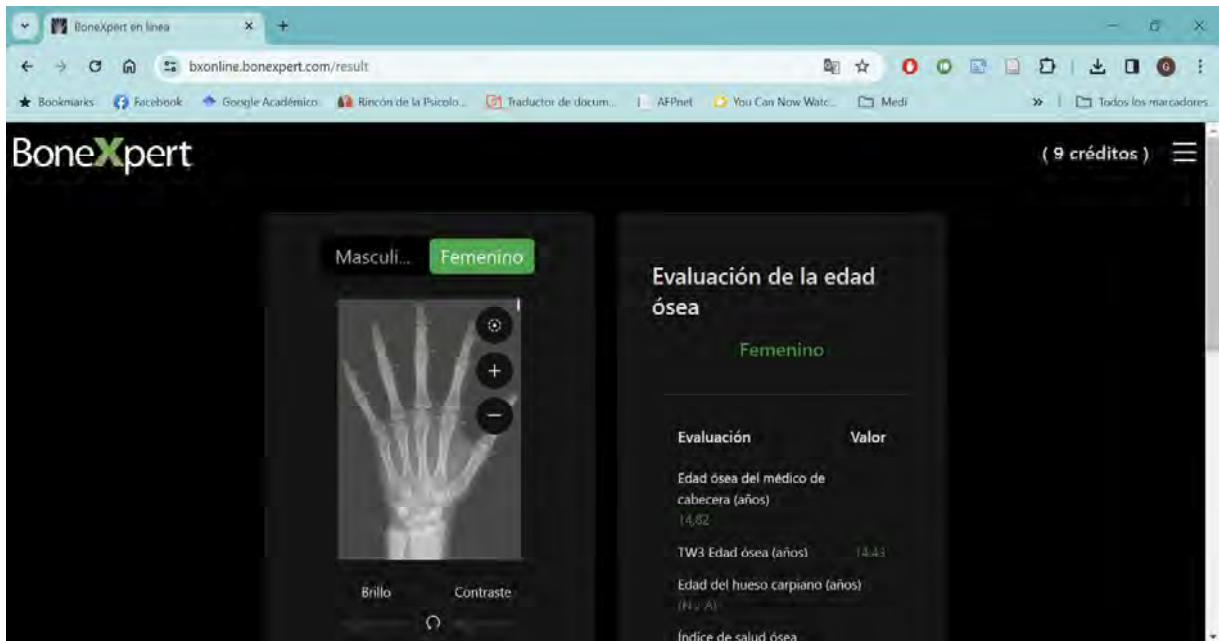 BoneXpert en línea
bxonline.bonexpert.com/result
G
Bookmarks Facebook Google Académico Rincón de la Psicolo... Traductor de docum... AFPnet You Can Now Watc... Medi » Todos los marcadores
BoneXpert
( 9 créditos )
Masculi... Femenino
Brillo Contraste
Evaluación de la edad
ósea
Femenino
Evaluación Valor
Edad ósea del médico de
cabecera (años)
14,82
TW3 Edad ósea (años) 14.43
Edad del hueso carpiano (años)
Índice de salud ósea